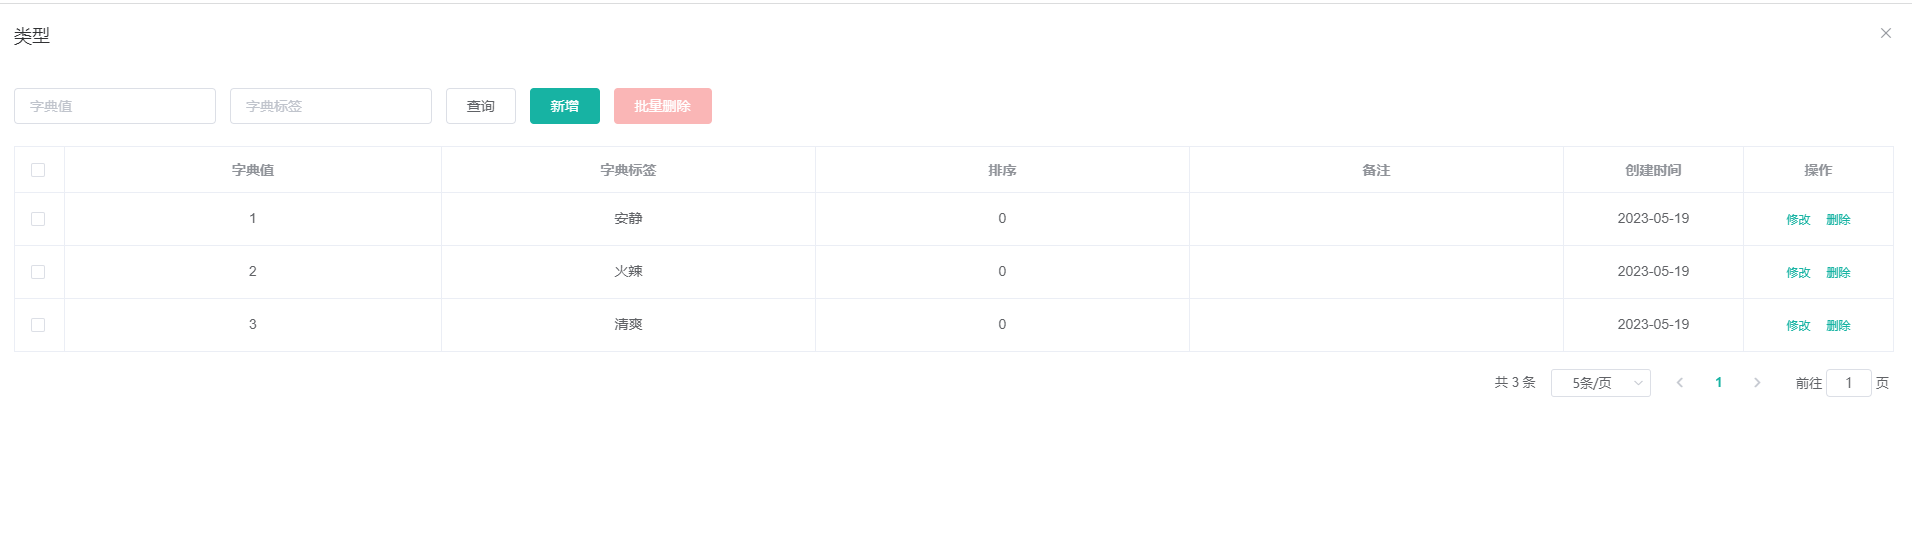 类型
字典值 字典标签 查询 新增 批量删除
字典值 字典标签 排序 备注 创建时间 操作
1 安静 0 2023-05-19 修改 删除
2 火辣 0 2023-05-19 修改 删除
3 清爽 0 2023-05-19 修改 删除
共 3 条 5条/页 1 前往 1 页